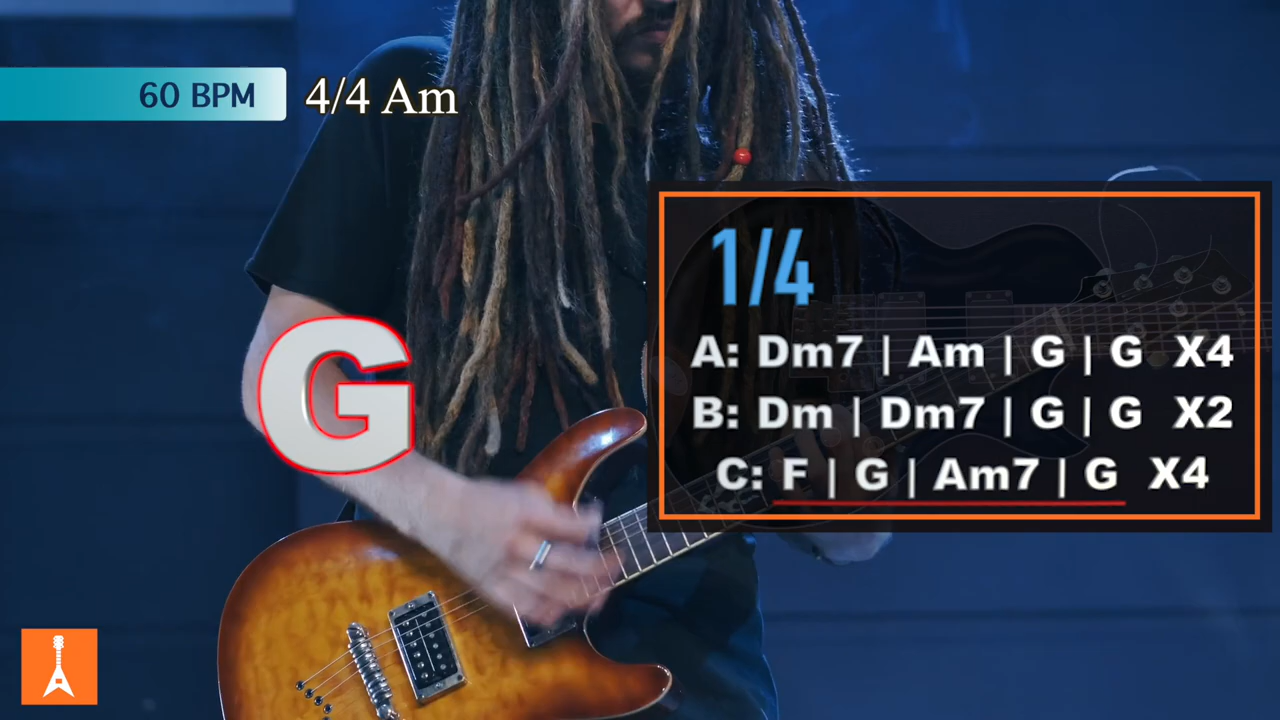 60 BPM 4/4 Am
1/4
A: Dm7 | Am | G | G X4
B: Dm | Dm7 | G | G X2
C: F | G | Am7 | G X4
G